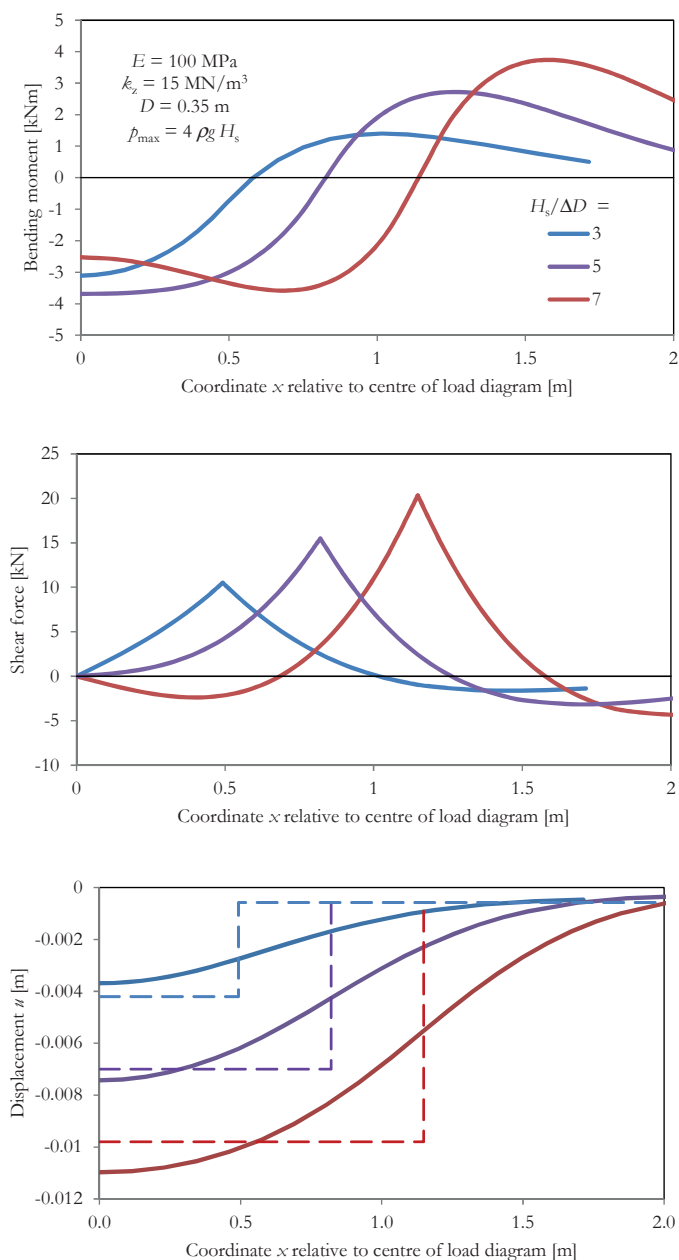 5
4
3
2
1
0
-1
-2
-3
-4
-5
Bending moment [kNm]
E = 100 MPa
k_z = 15 MN/m³
D = 0.35 m
p_max = 4 ρg H_s
H_s/ΔD =
3
5
7
0 0.5 1 1.5 2
Coordinate x relative to centre of load diagram [m]
25
20
15
10
5
0
-5
-10
Shear force [kN]
0 0.5 1 1.5 2
Coordinate x relative to centre of load diagram [m]
0
-0.002
-0.004
-0.006
-0.008
-0.01
-0.012
Displacement u [m]
0.0 0.5 1.0 1.5 2.0
Coordinate x relative to centre of load diagram [m]